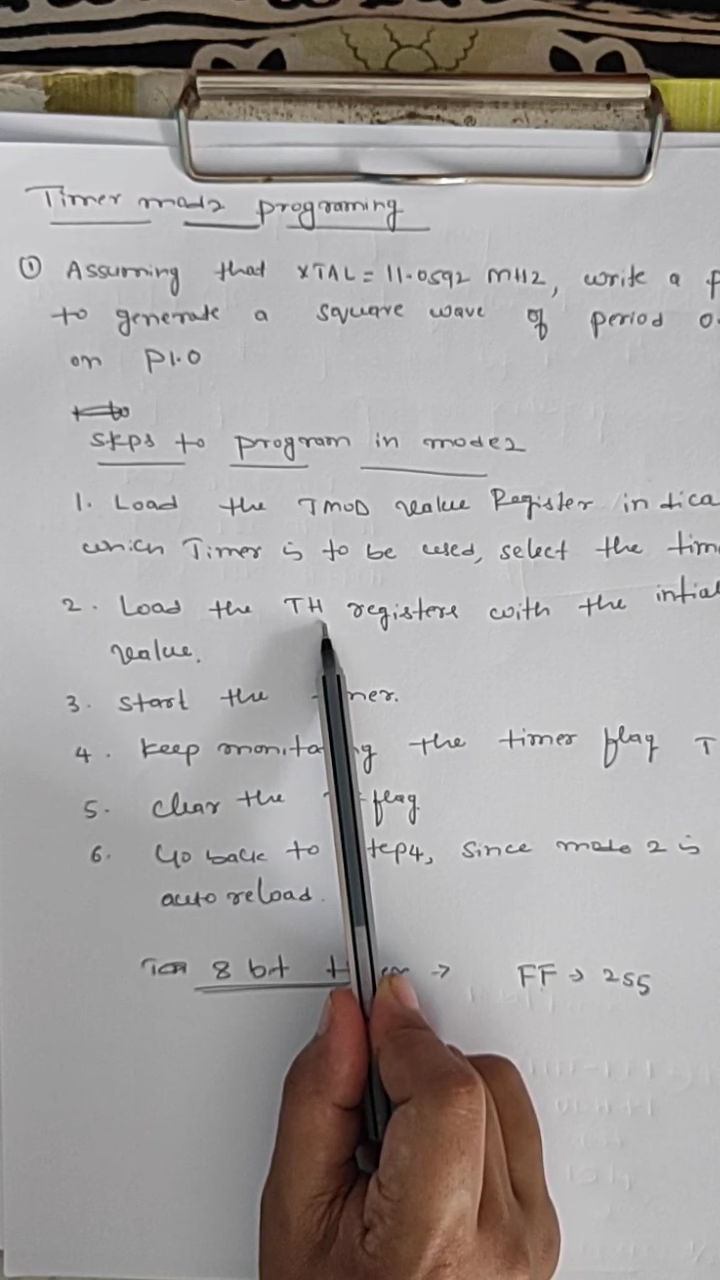 Timer mode2 programing
① Assuming that XTAL = 11.0592 MHZ, write a
to generate a square wave of period
on P1.0
Steps to program in mode2
1. Load the TMOD value Register indica
which Timer is to be used, select the tim
2. Load the TH registers with the intial
value.
3. start the
4. keep the timer flag T
5. clear the flag.
6. Go back to step4, since mode 2 is
auto reload.
8 bit → FF → 255